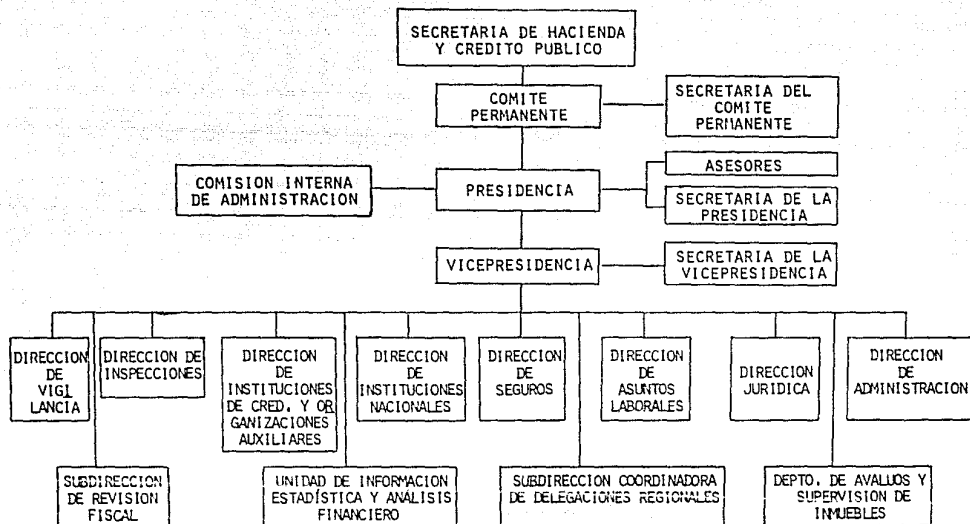 SECRETARIA DE HACIENDA
Y CREDITO PUBLICO
COMITE
PERMANENTE
SECRETARIA DEL
COMITE
PERMANENTE
COMISION INTERNA
DE ADMINISTRACION
PRESIDENCIA
ASESORES
SECRETARIA DE LA
PRESIDENCIA
VICEPRESIDENCIA
SECRETARIA DE LA
VICEPRESIDENCIA
DIRECCION
DE
VIGI
LANCIA
DIRECCION DE
INSPECCIONES
DIRECCION
DE
INSTITUCIONES
DE CRED. Y OR
GANIZACIONES
AUXILIARES
DIRECCION
DE
INSTITUCIONES
NACIONALES
DIRECCION
DE
SEGUROS
DIRECCION
DE
ASUNTOS
LABORALES
DIRECCION
JURIDICA
DIRECCION
DE
ADMINISTRACION
SUBDIRECCION
DE REVISION
FISCAL
UNIDAD DE INFORMACION
ESTADÍSTICA Y ANÁLISIS
FINANCIERO
SUBDIRECCION COORDINADORA
DE DELEGACIONES REGIONALES
DEPTO. DE AVALUOS Y
SUPERVISION DE
INMUEBLES